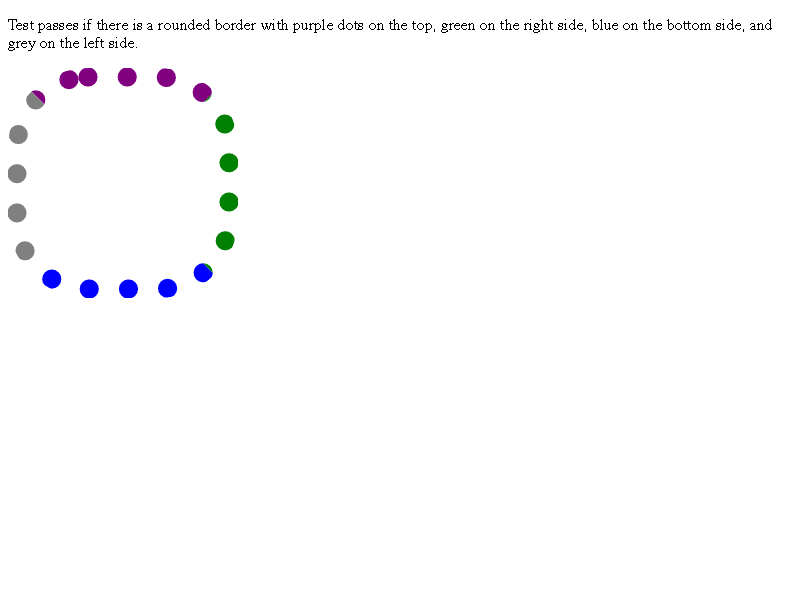 Test passes if there is a rounded border with purple dots on the top, green on the right side, blue on the bottom side, and
grey on the left side.